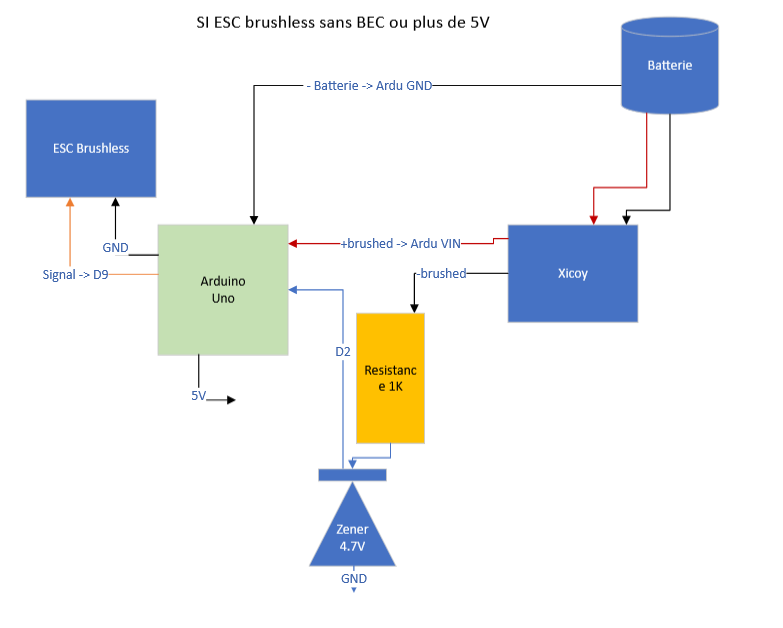 SI ESC brushless sans BEC ou plus de 5V
Batterie
- Batterie -> Ardu GND
ESC Brushless
GND
Signal -> D9
Arduino
Uno
+brushed -> Ardu VIN
-brushed
Xicoy
D2
Resistanc
e 1K
5V
Zener
4.7V
GND